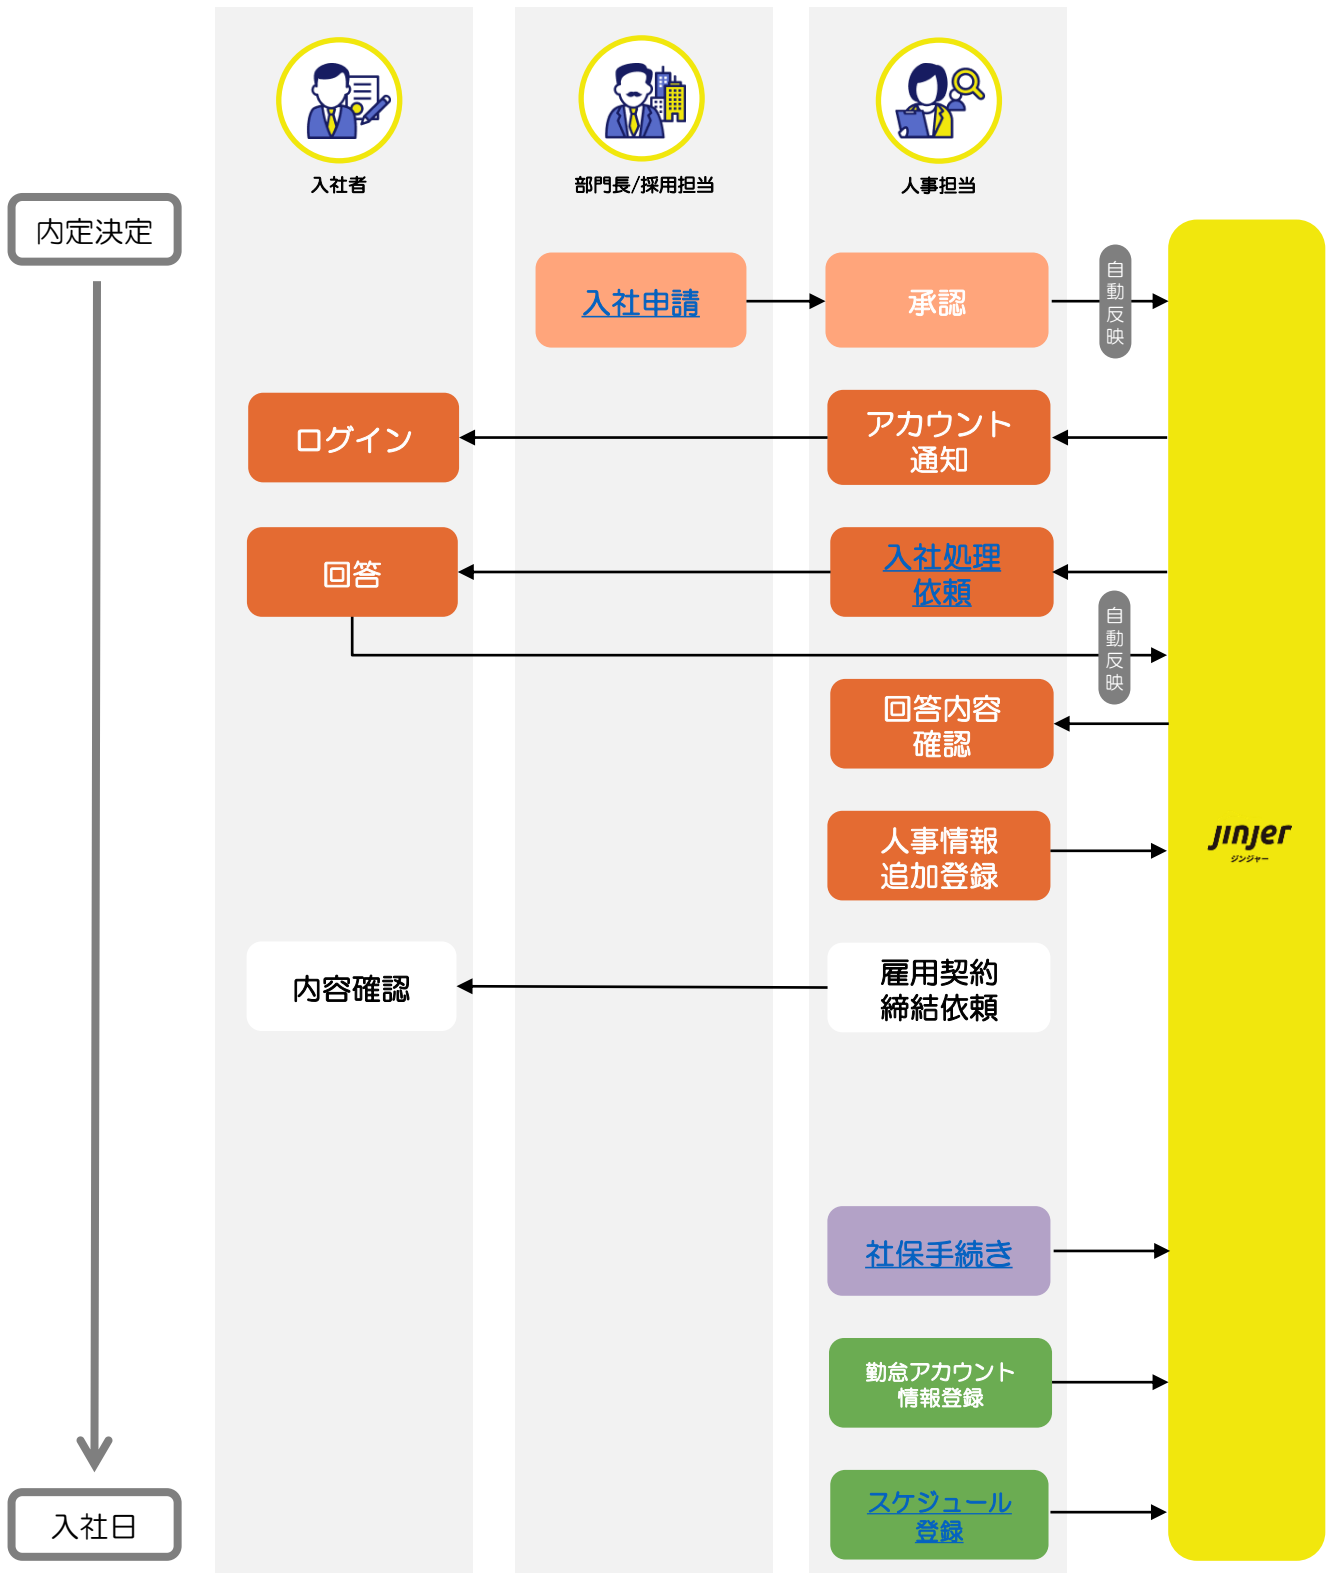 入社者
部門長/採用担当
人事担当
内定決定
入社申請
承認
自動反映
ログイン
アカウント
通知
回答
入社処理
依頼
自動反映
回答内容
確認
人事情報
追加登録
jinjer
ジンジャー
内容確認
雇用契約
締結依頼
社保手続き
勤怠アカウント
情報登録
スケジュール
登録
入社日